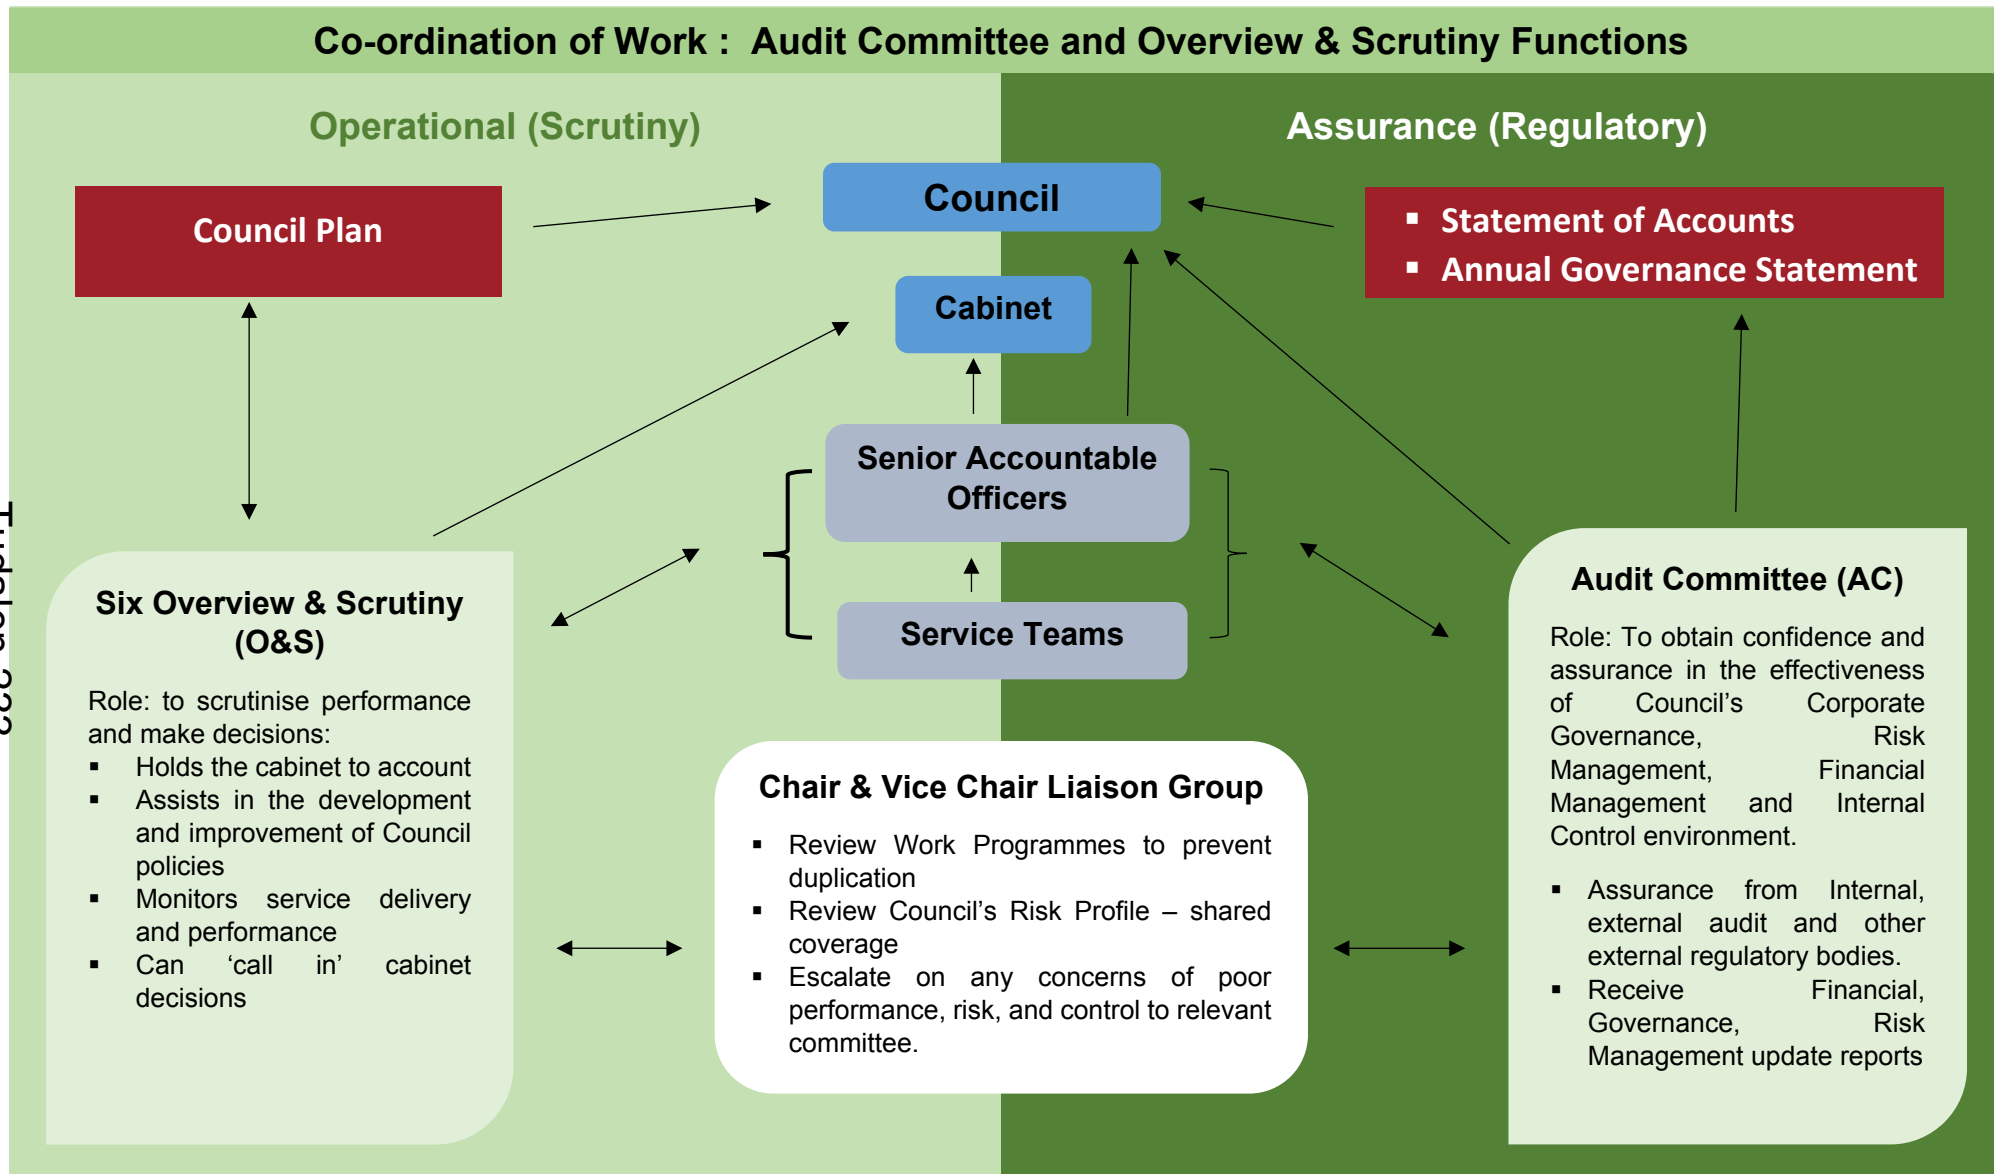 Co-ordination of Work : Audit Committee and Overview & Scrutiny Functions
Operational (Scrutiny)
Assurance (Regulatory)
Council Plan
Council
▪ Statement of Accounts
▪ Annual Governance Statement
Cabinet
Senior Accountable
Officers
Service Teams
Six Overview & Scrutiny
(O&S)
Role: to scrutinise performance
and make decisions:
▪ Holds the cabinet to account
▪ Assists in the development
and improvement of Council
policies
▪ Monitors service delivery
and performance
▪ Can ‘call in’ cabinet
decisions
Chair & Vice Chair Liaison Group
▪ Review Work Programmes to prevent
duplication
▪ Review Council’s Risk Profile – shared
coverage
▪ Escalate on any concerns of poor
performance, risk, and control to relevant
committee.
Audit Committee (AC)
Role: To obtain confidence and
assurance in the effectiveness
of Council’s Corporate
Governance, Risk
Management, Financial
Management and Internal
Control environment.
▪ Assurance from Internal,
external audit and other
external regulatory bodies.
▪ Receive Financial,
Governance, Risk
Management update reports